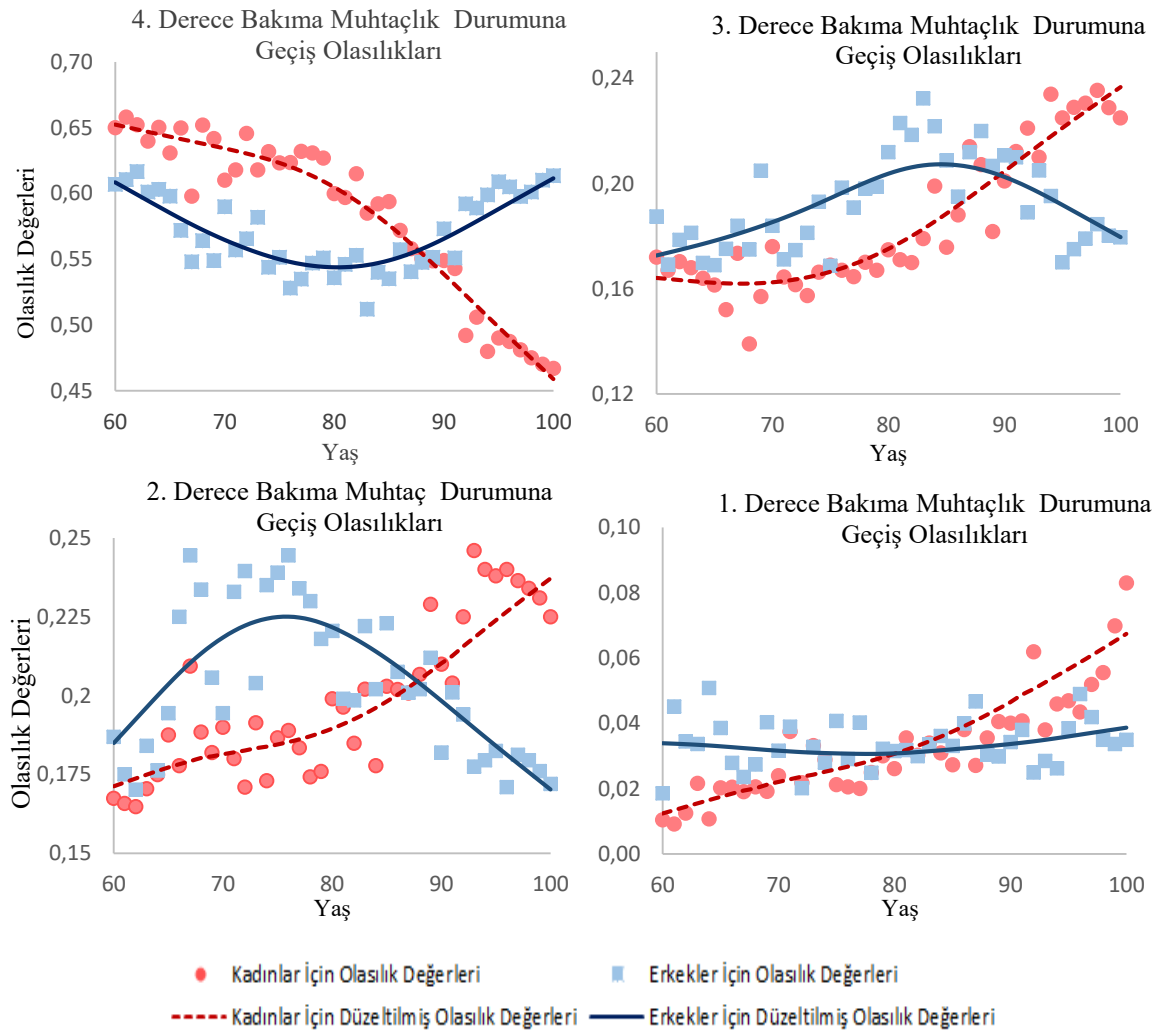 4. Derece Bakıma Muhtaçlık Durumuna
Geçiş Olasılıkları
Olasılık Değerleri
0,70
0,65
0,60
0,55
0,50
0,45
60
70
80
90
100
Yaş
3. Derece Bakıma Muhtaçlık Durumuna
Geçiş Olasılıkları
0,24
0,20
0,16
0,12
60
70
80
90
100
Yaş
2. Derece Bakıma Muhtaç Durumuna
Geçiş Olasılıkları
Olasılık Değerleri
0,25
0,225
0,2
0,175
0,15
60
70
80
90
100
Yaş
1. Derece Bakıma Muhtaçlık Durumuna
Geçiş Olasılıkları
0,10
0,08
0,06
0,04
0,02
0,00
60
70
80
90
100
Yaş
Kadınlar İçin Olasılık Değerleri
Erkekler İçin Olasılık Değerleri
Kadınlar İçin Düzeltilmiş Olasılık Değerleri
Erkekler İçin Düzeltilmiş Olasılık Değerleri